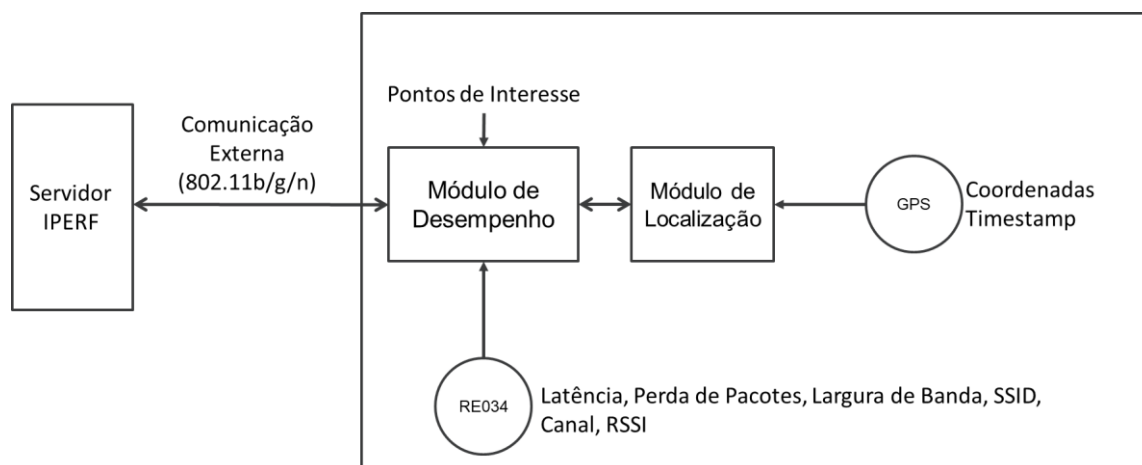 Pontos de Interesse
Comunicação
Externa
(802.11b/g/n)
Servidor
IPERF
Módulo de
Desempenho
Módulo de
Localização
GPS
Coordenadas
Timestamp
RE034
Latência, Perda de Pacotes, Largura de Banda, SSID,
Canal, RSSI